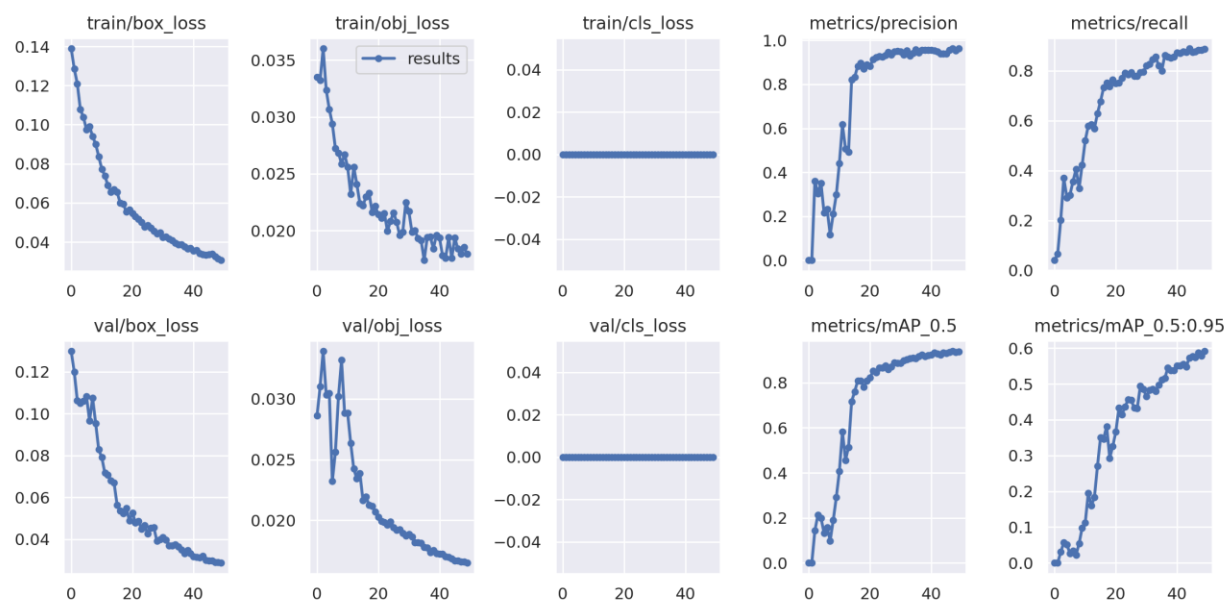 train/box_loss
train/obj_loss
train/cls_loss
metrics/precision
metrics/recall
0.14
0.12
0.10
0.08
0.06
0.04
0 20 40
results
0.035
0.030
0.025
0.020
0 20 40
0.04
0.02
0.00
−0.02
−0.04
0 20 40
1.0
0.8
0.6
0.4
0.2
0.0
0 20 40
0.8
0.6
0.4
0.2
0.0
0 20 40
val/box_loss
val/obj_loss
val/cls_loss
metrics/mAP_0.5
metrics/mAP_0.5:0.95
0.12
0.10
0.08
0.06
0.04
0 20 40
0.030
0.025
0.020
0 20 40
0.04
0.02
0.00
−0.02
−0.04
0 20 40
0.8
0.6
0.4
0.2
0.0
0 20 40
0.6
0.5
0.4
0.3
0.2
0.1
0.0
0 20 40